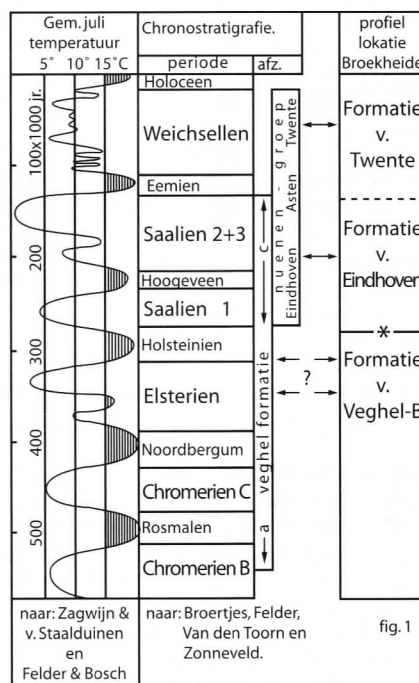 Gem. juli
temperatuur
5° 10° 15°C
Chronostratigrafie.
periode
afz.
profiel
lokatie
Broekheide
100x1000 jr.
200
300
400
500
Holoceen
Weichsellen
Eemien
Saalien 2+3
Hoogeveen
Saalien 1
Holsteinien
Elsterien
Noordbergum
Chromerien C
Rosmalen
Chromerien B
a veghel formatie c
nuenen-groep
Eindhoven Asten Twente
?
Formatie
v.
Twente
Formatie
v.
Eindhoven
*
Formatie
v.
Veghel-B
naar: Zagwijn &
v. Staalduinen
en
Felder & Bosch
naar: Broertjes, Felder,
Van den Toorn en
Zonneveld.
fig. 1